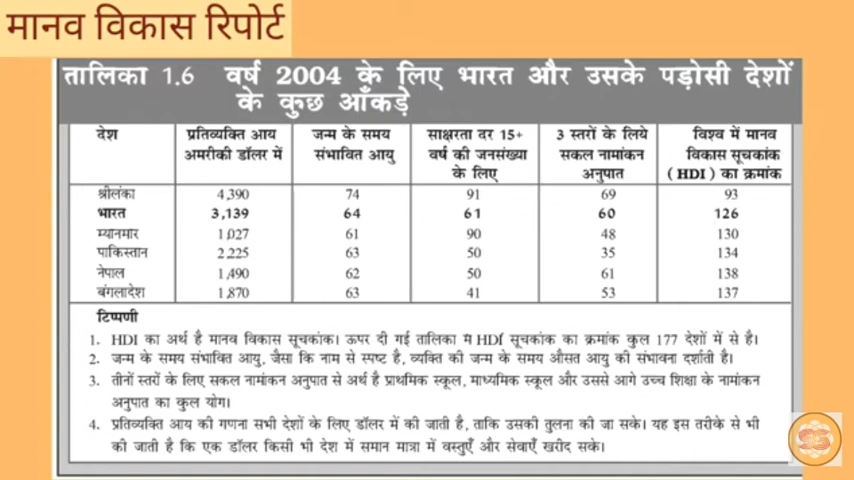 मानव विकास रिपोर्ट
तालिका 1.6 वर्ष 2004 के लिए भारत और उसके पड़ोसी देशों
के कुछ आँकड़े
देश प्रतिव्यक्ति आय जन्म के समय साक्षरता दर 15+ 3 स्तरों के लिये विश्व में मानव
अमरीकी डॉलर में संभावित आयु वर्ष की जनसंख्या सकल नामांकन विकास सूचकांक
के लिए अनुपात (HDI) का क्रमांक
श्रीलंका 4,390 74 91 69 93
भारत 3,139 64 61 60 126
म्यानमार 1,027 61 90 48 130
पाकिस्तान 2,225 63 50 35 134
नेपाल 1,490 62 50 61 138
बंगलादेश 1,870 63 41 53 137
टिप्पणी
1. HDI का अर्थ है मानव विकास सूचकांक। ऊपर दी गई तालिका में HDI सूचकांक का क्रमांक कुल 177 देशों में से है।
2. जन्म के समय संभावित आयु, जैसा कि नाम से स्पष्ट है, व्यक्ति की जन्म के समय औसत आयु की संभावना दर्शाती है।
3. तीनों स्तरों के लिए सकल नामांकन अनुपात से अर्थ है प्राथमिक स्कूल, माध्यमिक स्कूल और उससे आगे उच्च शिक्षा के नामांकन
अनुपात का कुल योग।
4. प्रतिव्यक्ति आय की गणना सभी देशों के लिए डॉलर में की जाती है, ताकि उसकी तुलना की जा सके। यह इस तरीके से भी
की जाती है कि एक डॉलर किसी भी देश में समान मात्रा में वस्तुएँ और सेवाएँ खरीद सके।